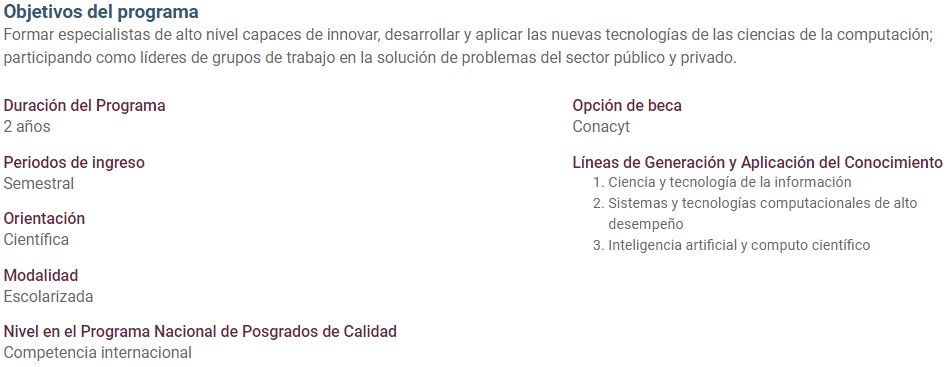 Objetivos del programa
Formar especialistas de alto nivel capaces de innovar, desarrollar y aplicar las nuevas tecnologías de las ciencias de la computación;
participando como líderes de grupos de trabajo en la solución de problemas del sector público y privado.
Duración del Programa
2 años
Periodos de ingreso
Semestral
Orientación
Científica
Modalidad
Escolarizada
Nivel en el Programa Nacional de Posgrados de Calidad
Competencia internacional
Opción de beca
Conacyt
Líneas de Generación y Aplicación del Conocimiento
1. Ciencia y tecnología de la información
2. Sistemas y tecnologías computacionales de alto
desempeño
3. Inteligencia artificial y computo científico